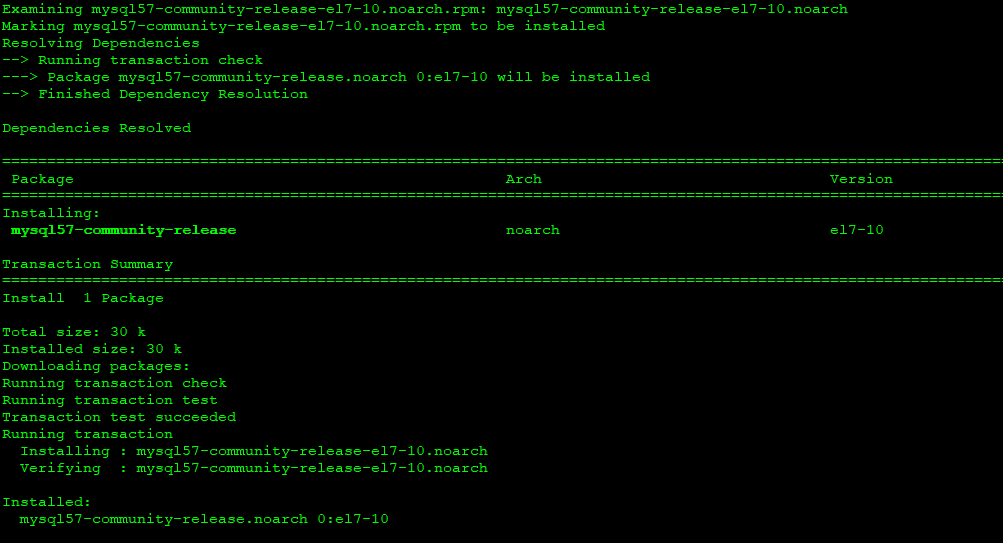 Examining mysql57-community-release-el7-10.noarch.rpm: mysql57-community-release-el7-10.noarch
Marking mysql57-community-release-el7-10.noarch.rpm to be installed
Resolving Dependencies
--> Running transaction check
---> Package mysql57-community-release.noarch 0:el7-10 will be installed
--> Finished Dependency Resolution

Dependencies Resolved

================================================================================================================
 Package                                                Arch                                Version
================================================================================================================
Installing:
 mysql57-community-release                              noarch                              el7-10

Transaction Summary
================================================================================================================
Install  1 Package

Total size: 30 k
Installed size: 30 k
Downloading packages:
Running transaction check
Running transaction test
Transaction test succeeded
Running transaction
  Installing : mysql57-community-release-el7-10.noarch
  Verifying  : mysql57-community-release-el7-10.noarch

Installed:
  mysql57-community-release.noarch 0:el7-10